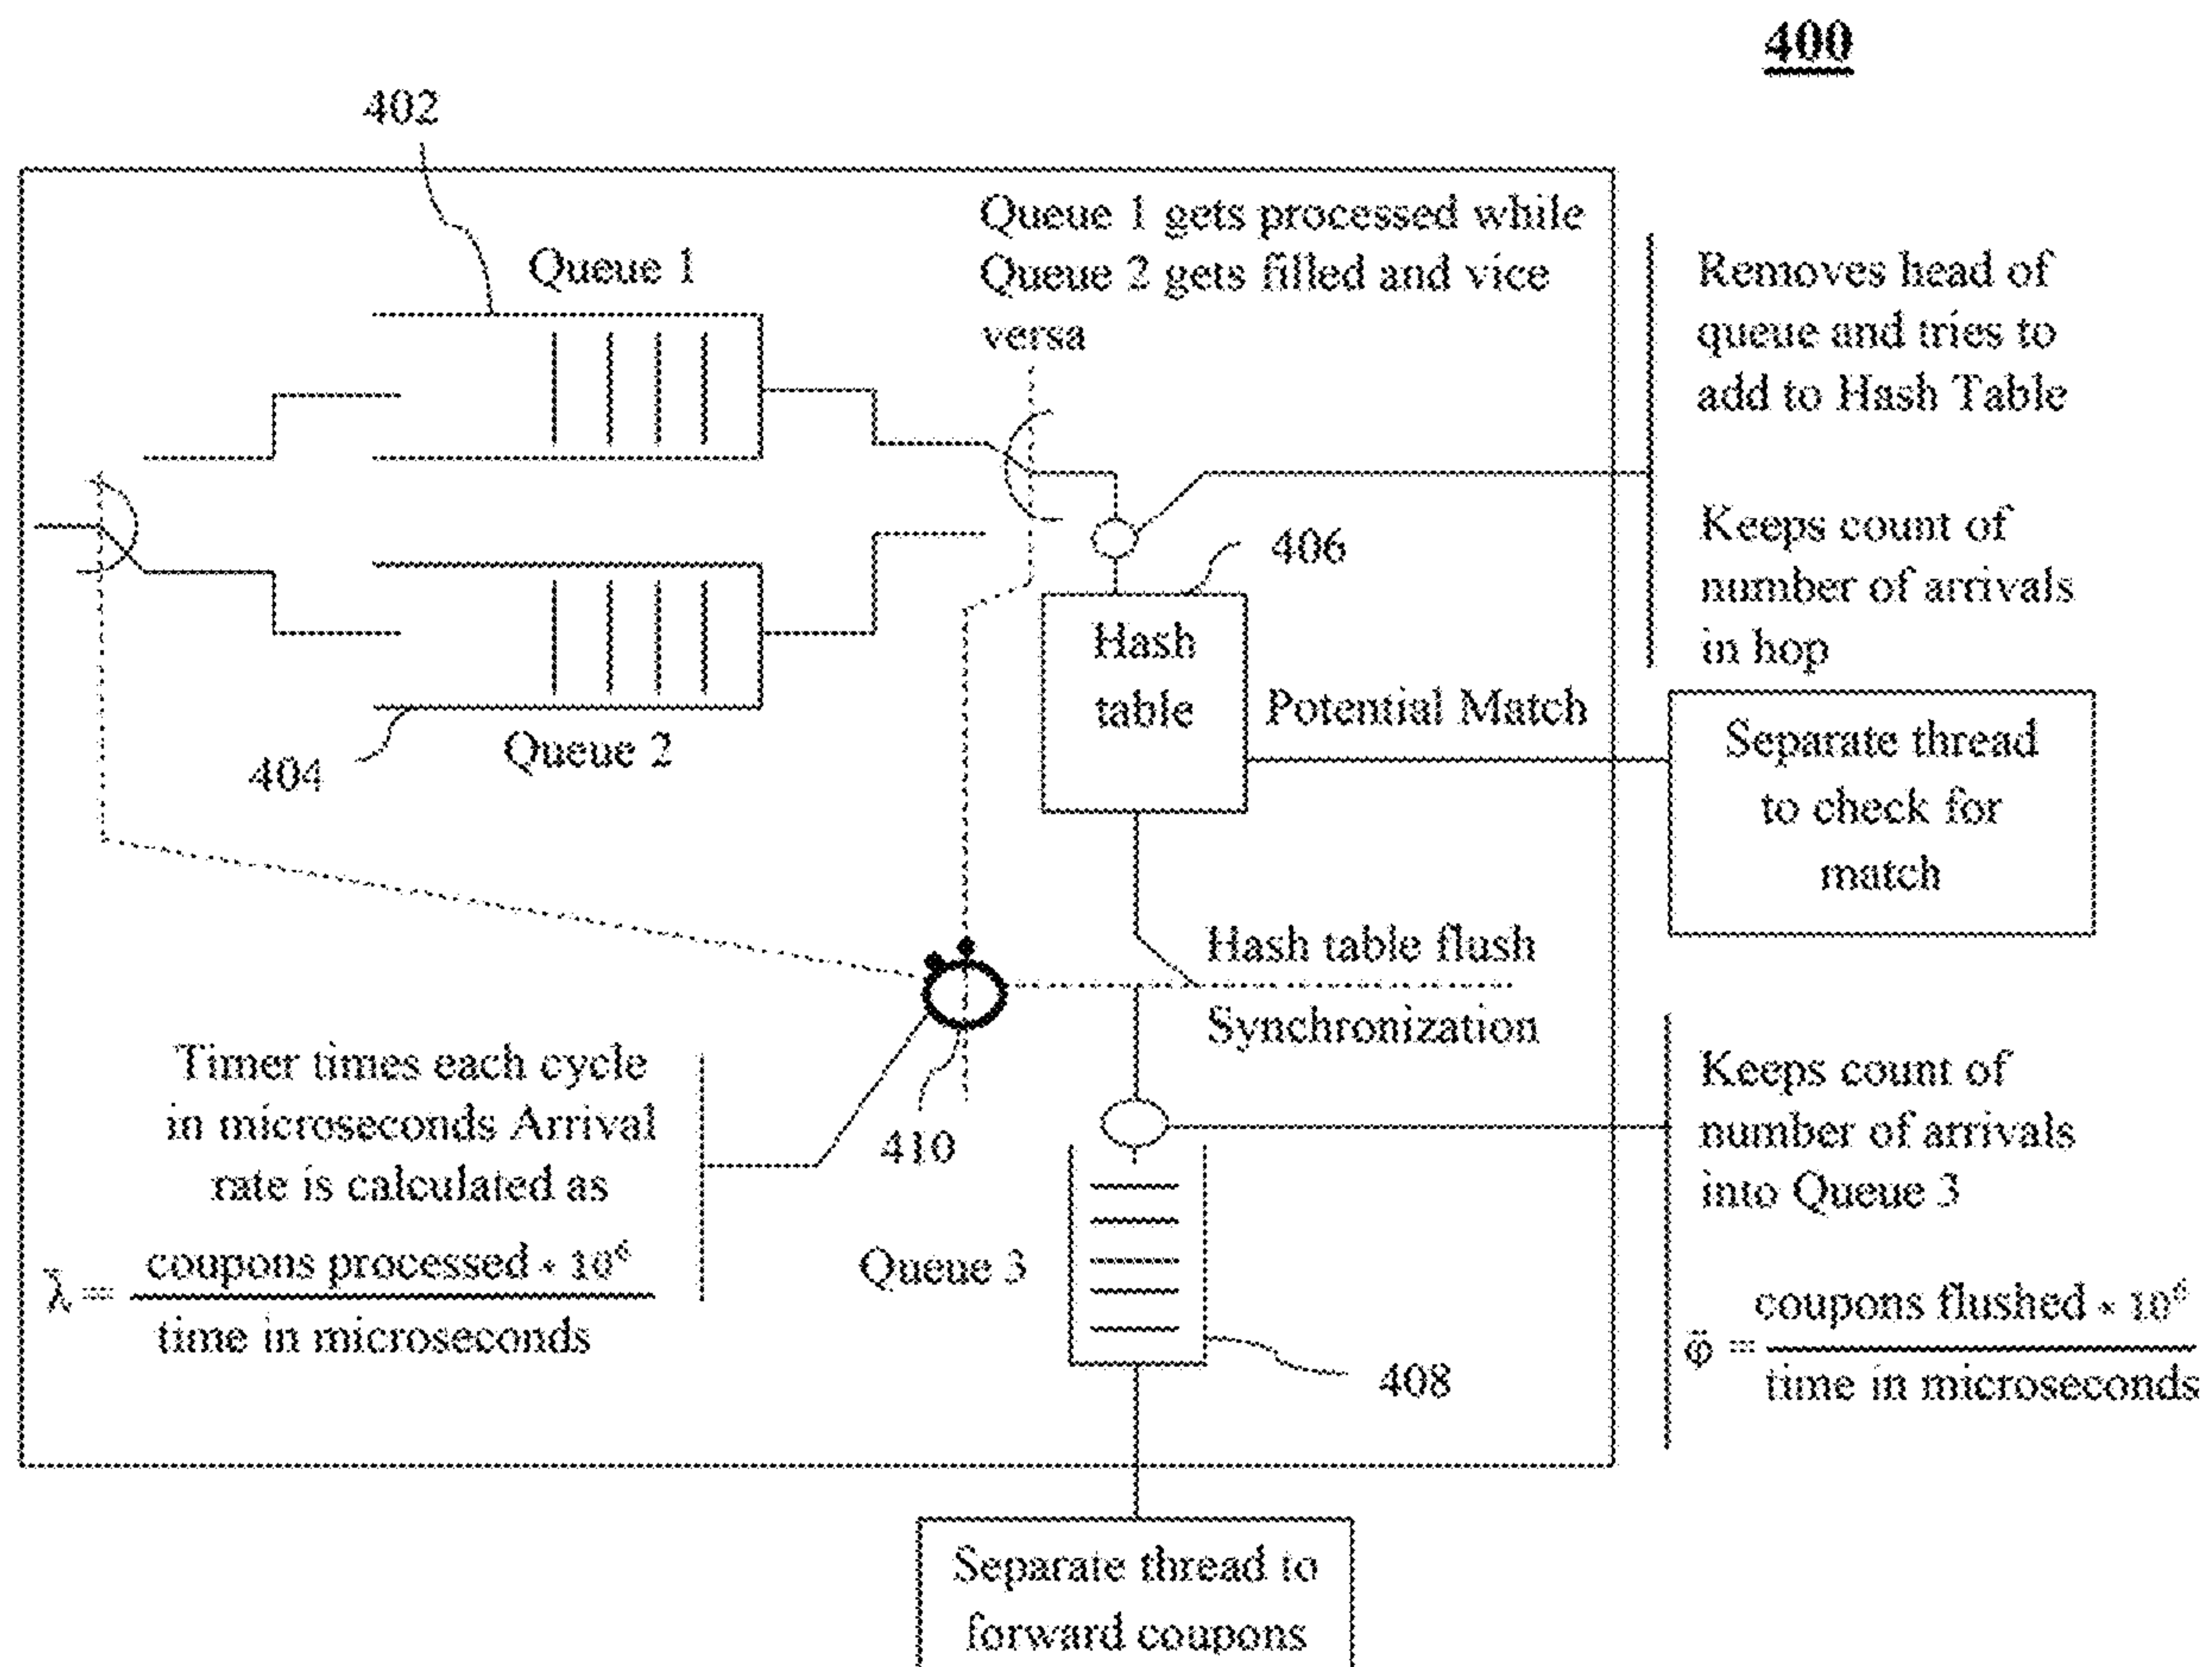 400
402
Queue 1
Queue 1 gets processed while
Queue 2 gets filled and vice
versa
Removes head of
queue and tries to
add to Hash Table
Keeps count of
number of arrivals
in hop
406
Hash
table
Potential Match
Separate thread
to check for
match
Queue 2
404
Hash table flush
Synchronization
Timer times each cycle
in microseconds Arrival
rate is calculated as
λ̄ = coupons processed * 10⁶
time in microseconds
410
Queue 3
408
Keeps count of
number of arrivals
into Queue 3
φ̈ = coupons flushed * 10⁶
time in microseconds
Separate thread to
forward coupons